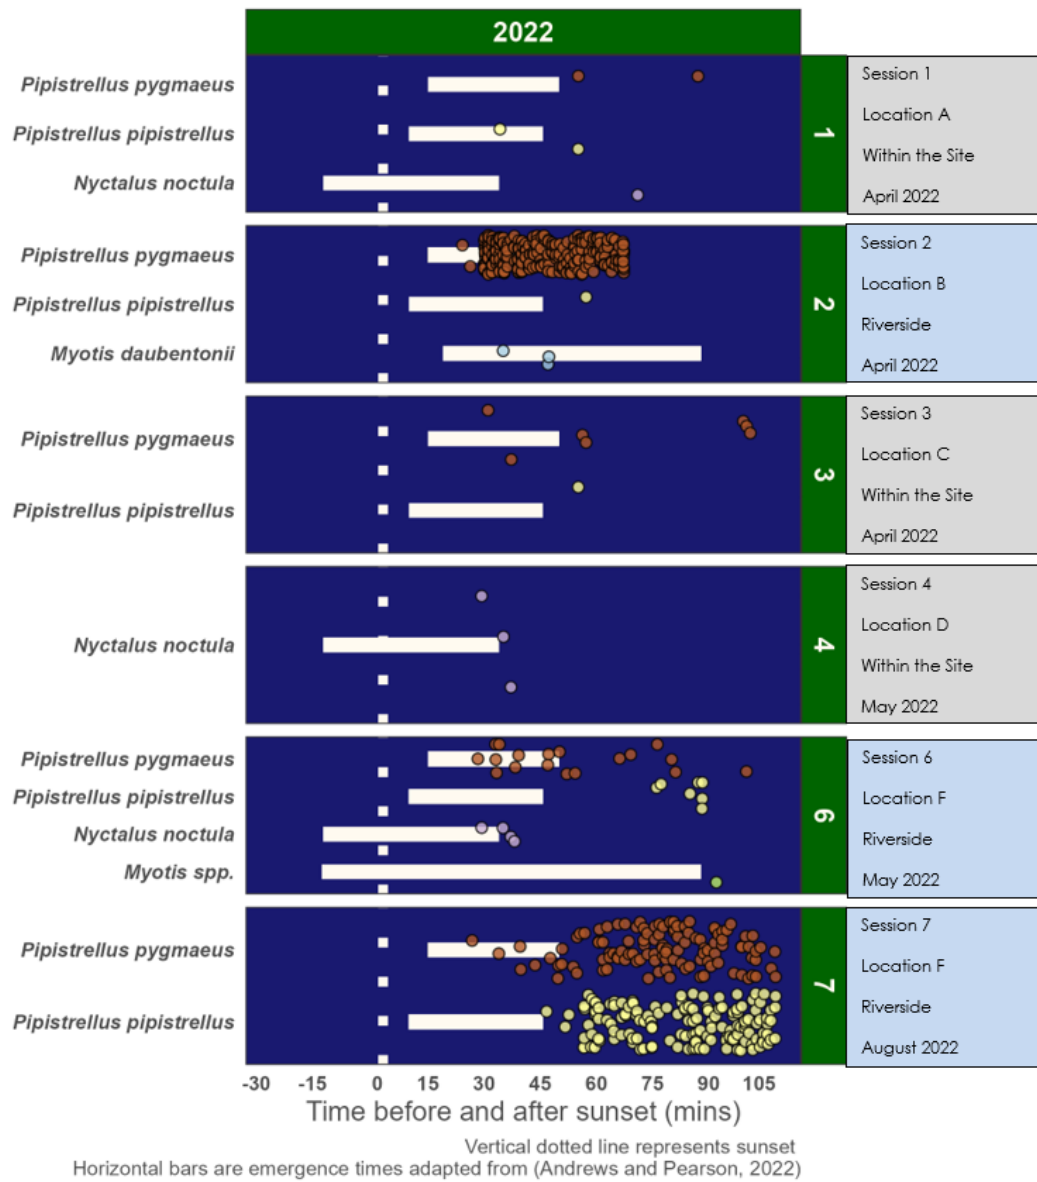 2022
Pipistrellus pygmaeus
Pipistrellus pipistrellus
Nyctalus noctula
1
Session 1
Location A
Within the Site
April 2022
Pipistrellus pygmaeus
Pipistrellus pipistrellus
Myotis daubentonii
2
Session 2
Location B
Riverside
April 2022
Pipistrellus pygmaeus
Pipistrellus pipistrellus
3
Session 3
Location C
Within the Site
April 2022
Nyctalus noctula
4
Session 4
Location D
Within the Site
May 2022
Pipistrellus pygmaeus
Pipistrellus pipistrellus
Nyctalus noctula
Myotis spp.
6
Session 6
Location F
Riverside
May 2022
Pipistrellus pygmaeus
Pipistrellus pipistrellus
7
Session 7
Location F
Riverside
August 2022
-30 -15 0 15 30 45 60 75 90 105
Time before and after sunset (mins)
Vertical dotted line represents sunset
Horizontal bars are emergence times adapted from (Andrews and Pearson, 2022)